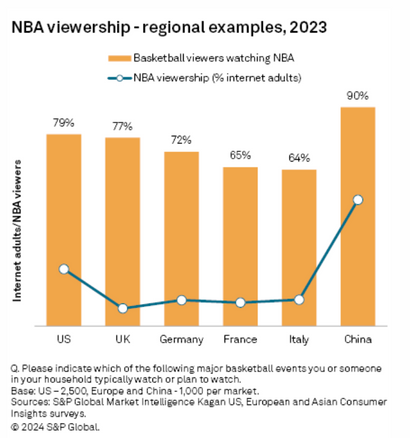 NBA viewership - regional examples, 2023
Basketball viewers watching NBA
NBA viewership (% internet adults)
Internet adults/NBA viewers
79%
77%
72%
65%
64%
90%
US
UK
Germany
France
Italy
China
Q. Please indicate which of the following major basketball events you or someone
in your household typically watch or plan to watch.
Base: US – 2,500, Europe and China - 1,000 per market.
Sources: S&P Global Market Intelligence Kagan US, European and Asian Consumer
Insights surveys.
© 2024 S&P Global.